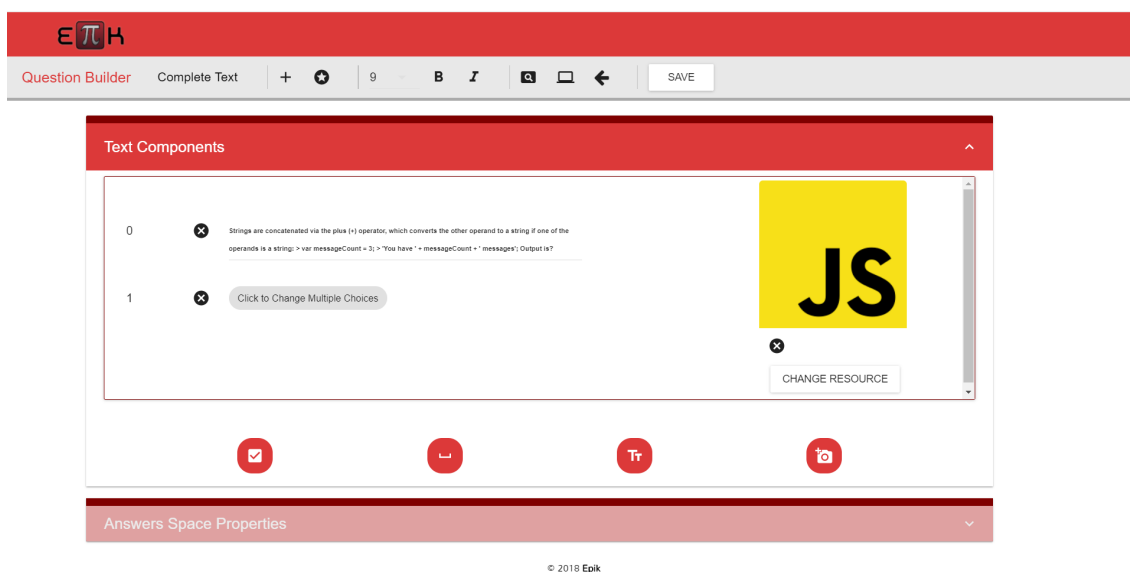 επκ
Question Builder Complete Text 9 B I SAVE
Text Components
0 Strings are concatenated via the plus (+) operator, which converts the other operand to a string if one of the
operands is a string: > var messageCount = 3; > 'You have ' + messageCount + ' messages'; Output is?
1 Click to Change Multiple Choices
JS
CHANGE RESOURCE
Tт
Answers Space Properties
© 2018 Epik